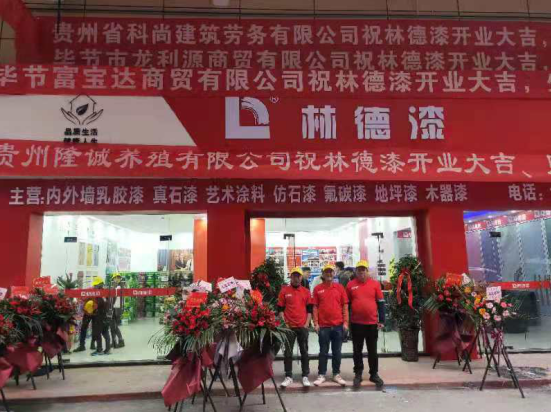 贵州省科尚建筑劳务有限公司祝林德漆开业大吉，
毕节市龙利源商贸有限公司祝林德漆开业大吉，
毕节富宝达商贸有限公司祝林德漆开业大吉，
品质生活
林德漆
贵州隆诚养殖有限公司祝林德漆开业大吉、
主营:内外墙乳胶漆 真石漆 艺术涂料 仿石漆 氟碳漆 地坪漆 木器漆 电话: